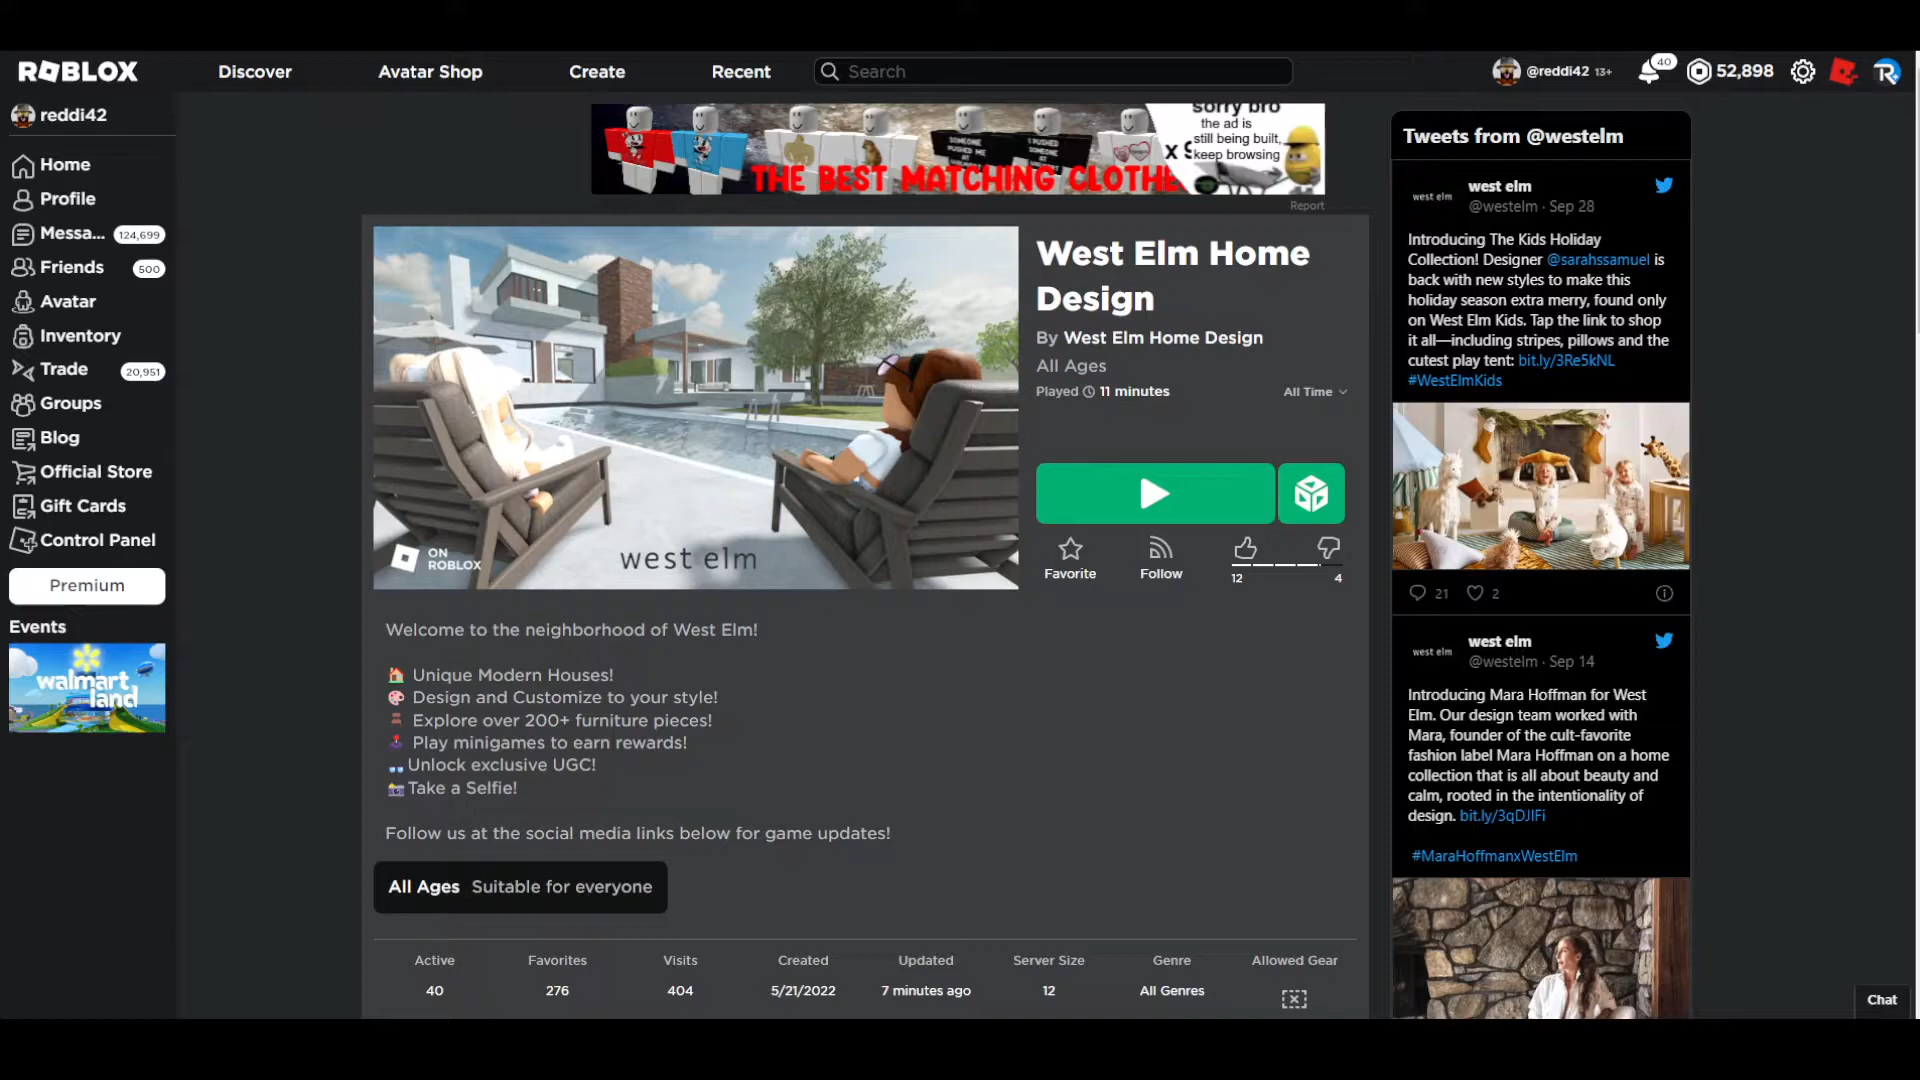 ROBLOX
Discover
Avatar Shop
Create
Recent
Search
@reddi42 13+
40
52,898
reddi42
Home
Profile
Messa... 124,699
Friends 500
Avatar
Inventory
Trade 20,951
Groups
Blog
Official Store
Gift Cards
Control Panel
Premium
Events
walmart
land
THE BEST MATCHING CLOTHE
sorry bro
the ad is
still being built,
keep browsing
Report
ON
ROBLOX
west elm
West Elm Home
Design
By West Elm Home Design
All Ages
Played 11 minutes
All Time
Favorite
Follow
12
4
Welcome to the neighborhood of West Elm!
Unique Modern Houses!
Design and Customize to your style!
Explore over 200+ furniture pieces!
Play minigames to earn rewards!
Unlock exclusive UGC!
Take a Selfie!
Follow us at the social media links below for game updates!
All Ages Suitable for everyone
Active Favorites Visits Created Updated Server Size Genre Allowed Gear
40 276 404 5/21/2022 7 minutes ago 12 All Genres
Tweets from @westelm
west elm
west elm
@westelm · Sep 28
Introducing The Kids Holiday
Collection! Designer @sarahssamuel is
back with new styles to make this
holiday season extra merry, found only
on West Elm Kids. Tap the link to shop
it all—including stripes, pillows and the
cutest play tent: bit.ly/3Re5kNL
#WestElmKids
21 2
west elm
west elm
@westelm · Sep 14
Introducing Mara Hoffman for West
Elm. Our design team worked with
Mara, founder of the cult-favorite
fashion label Mara Hoffman on a home
collection that is all about beauty and
calm, rooted in the intentionality of
design. bit.ly/3qDJIFi
#MaraHoffmanxWestElm
Chat